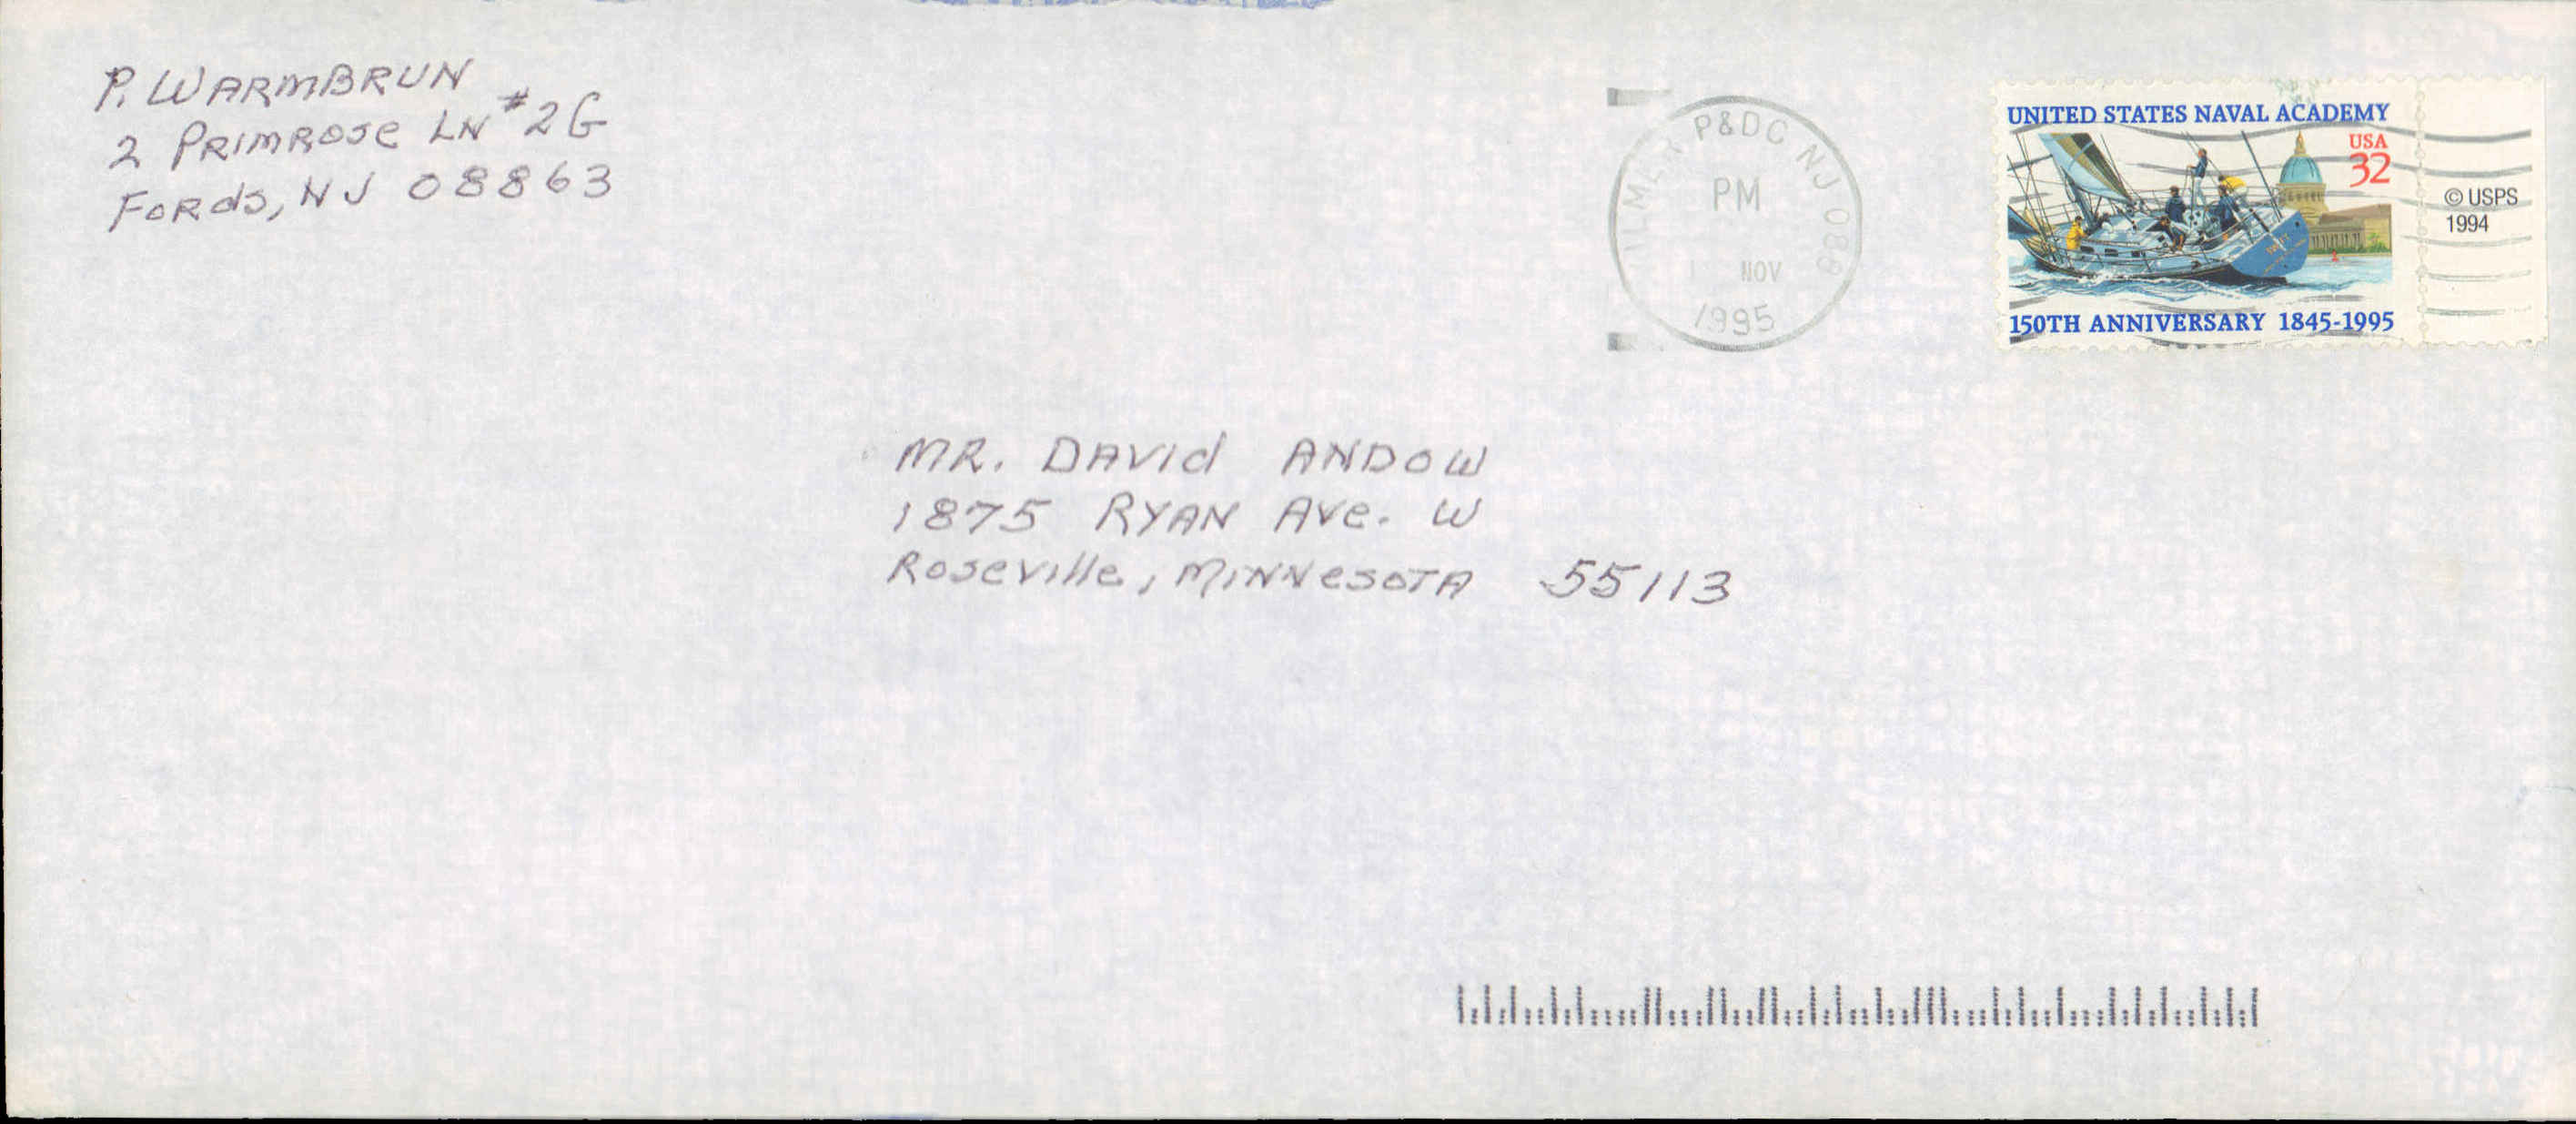 P. WARMBRUN
2 PRIMROSE LN #2G
FORdS, NJ 08863
P&DC NJ 088
PM
NOV
1995
UNITED STATES NAVAL ACADEMY
USA
32
© USPS
1994
150TH ANNIVERSARY 1845-1995
MR. DAVId ANDOW
1875 RYAN AVe. W
ROSeVille, MINNeSOTA 55113